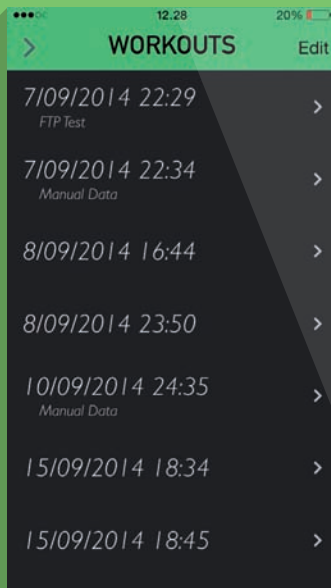 12.28
20%
WORKOUTS
Edit
7/09/2014 22:29
FTP Test
7/09/2014 22:34
Manual Data
8/09/2014 16:44
8/09/2014 23:50
10/09/2014 24:35
Manual Data
15/09/2014 18:34
15/09/2014 18:45